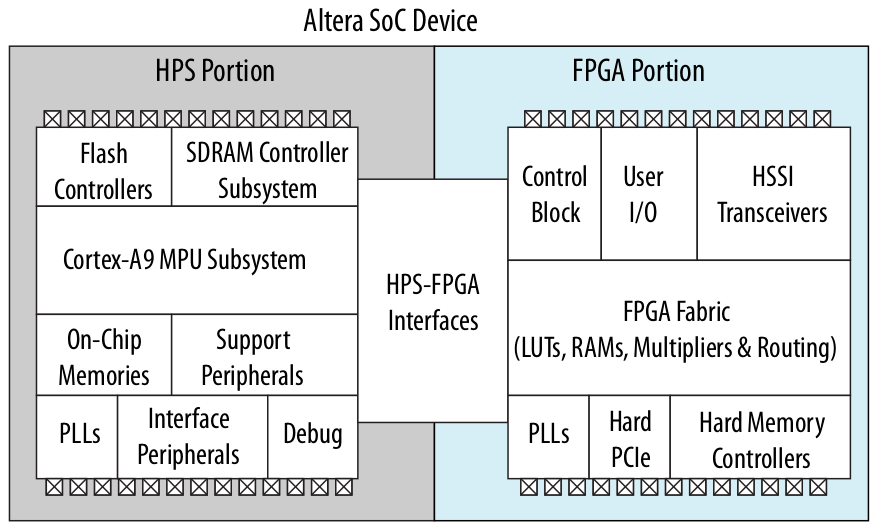 Altera SoC Device
HPS Portion
FPGA Portion
Flash
Controllers
SDRAM Controller
Subsystem
Cortex-A9 MPU Subsystem
On-Chip
Memories
Support
Peripherals
PLLs
Interface
Peripherals
Debug
HPS-FPGA
Interfaces
Control
Block
User
I/O
HSSI
Transceivers
FPGA Fabric
(LUTs, RAMs, Multipliers & Routing)
PLLs
Hard
PCIe
Hard Memory
Controllers